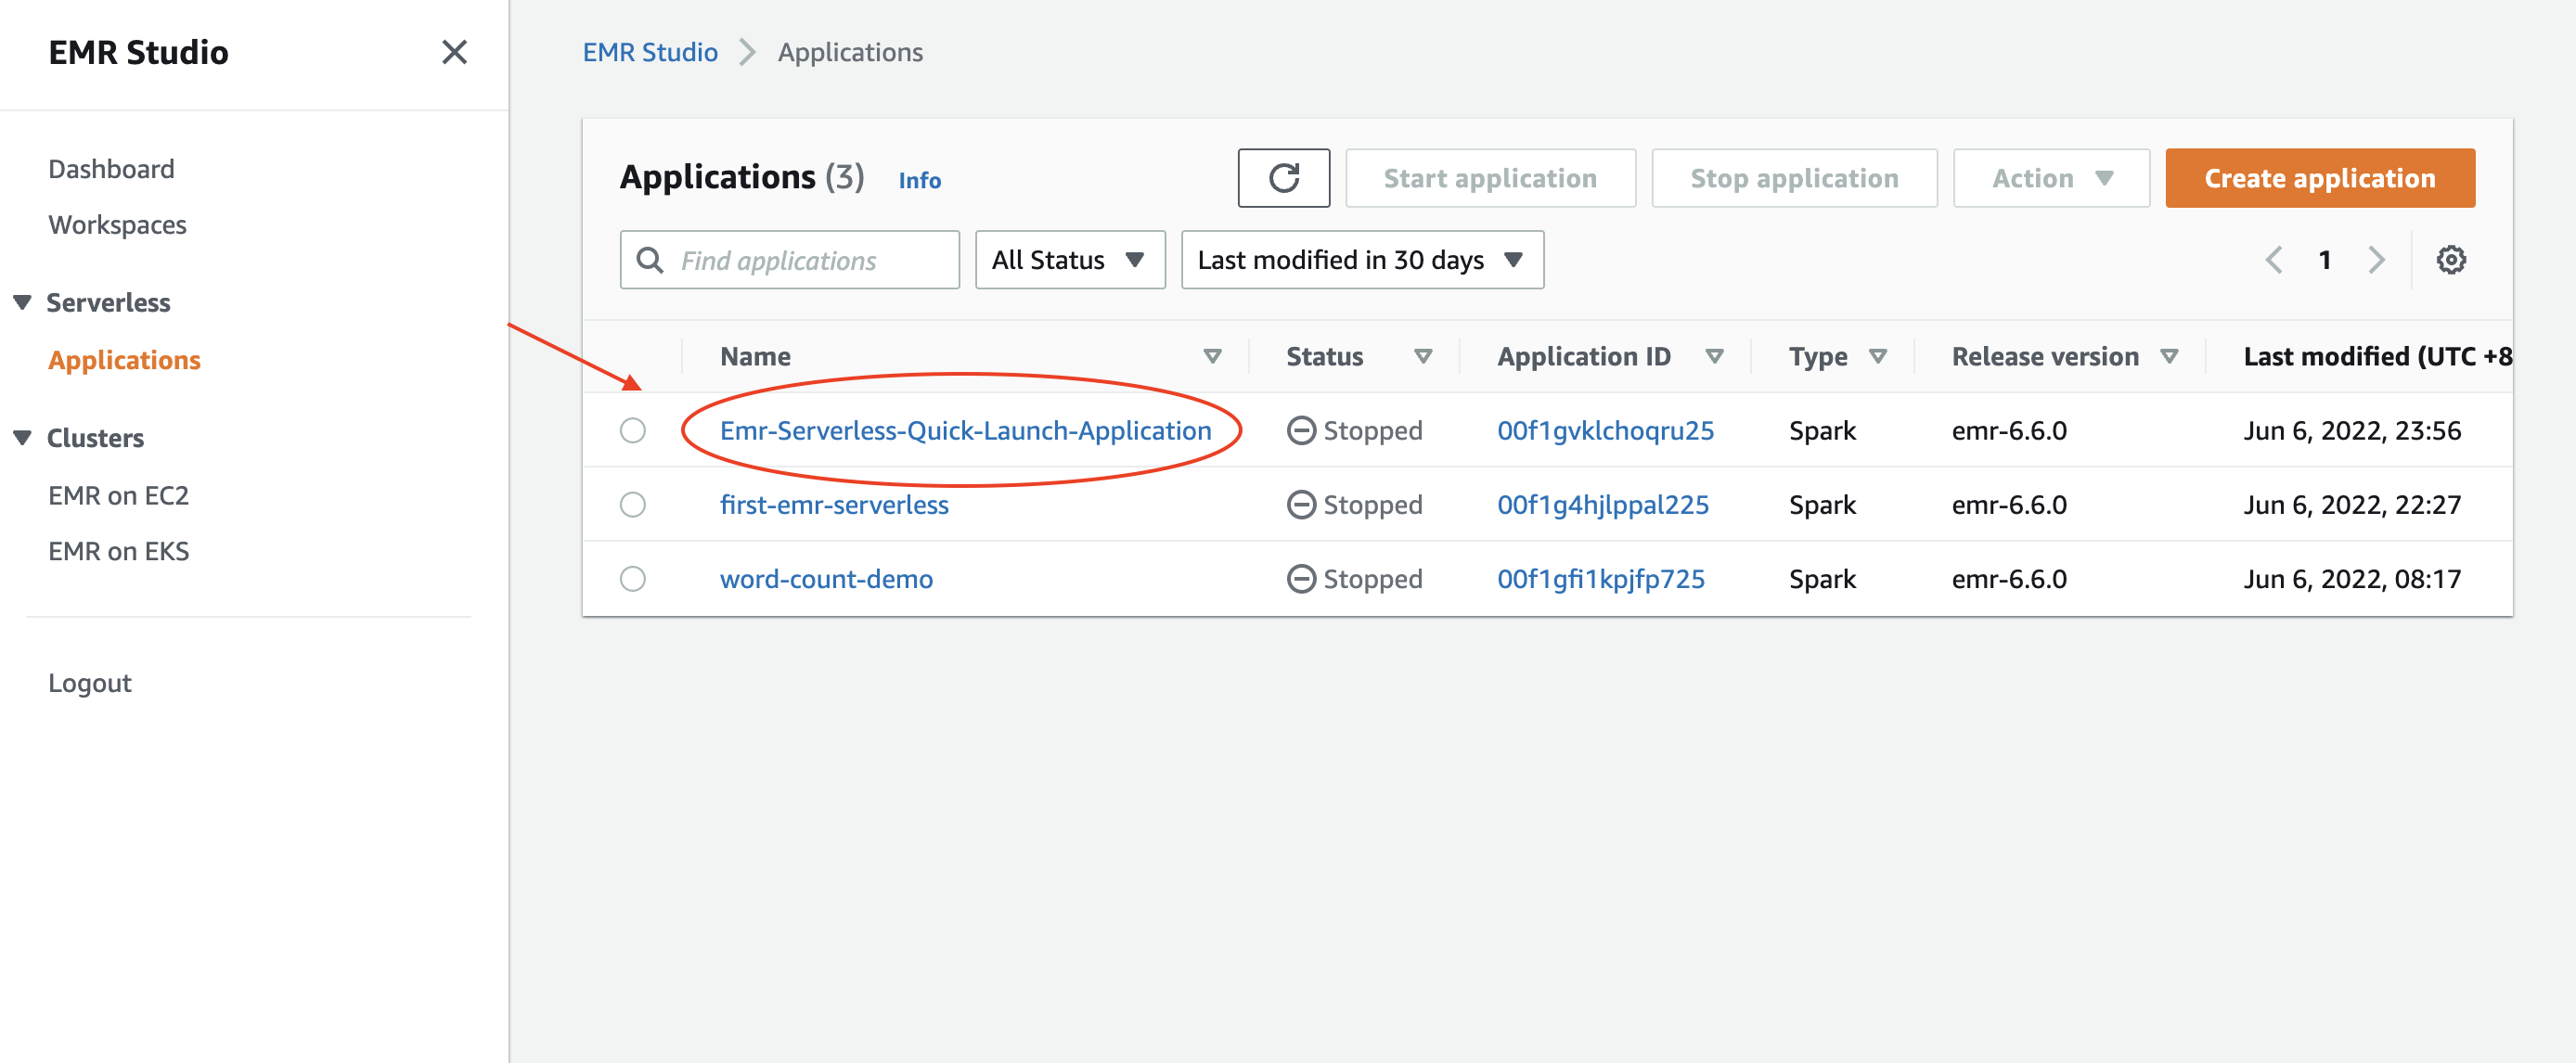 EMR Studio
Dashboard
Workspaces
Serverless
Applications
Clusters
EMR on EC2
EMR on EKS
Logout
EMR Studio Applications
Applications (3) Info Start application Stop application Action Create application
Find applications All Status Last modified in 30 days 1
Name Status Application ID Type Release version Last modified (UTC +8
Emr-Serverless-Quick-Launch-Application Stopped 00f1gvklchoqru25 Spark emr-6.6.0 Jun 6, 2022, 23:56
first-emr-serverless Stopped 00f1g4hjlppal225 Spark emr-6.6.0 Jun 6, 2022, 22:27
word-count-demo Stopped 00f1gfi1kpjfp725 Spark emr-6.6.0 Jun 6, 2022, 08:17